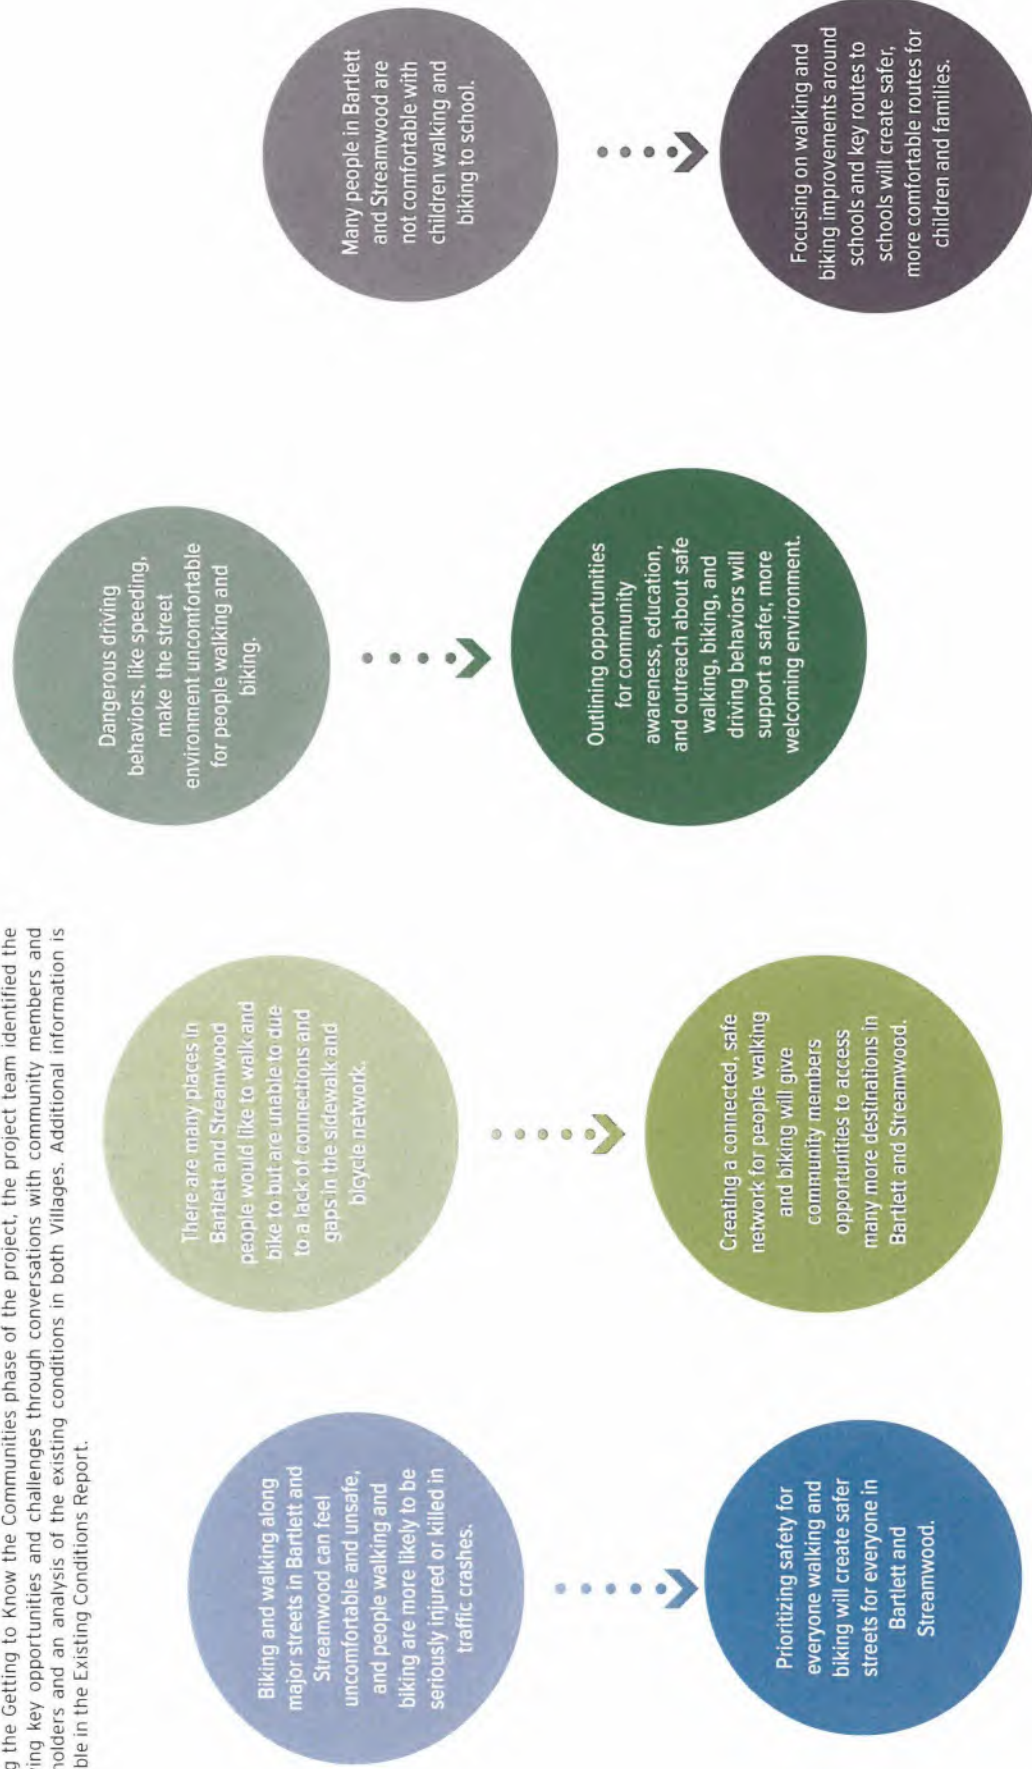 the Getting to Know the Communities phase of the project, the project team identified the
key opportunities and challenges through conversations with community members and
and an analysis of the existing conditions in both Villages. Additional information is
in the Existing Conditions Report.
Biking and walking along
major streets in Bartlett and
Streamwood can feel
uncomfortable and unsafe,
and people walking and
biking are more likely to be
seriously injured or killed in
traffic crashes.
Prioritizing safety for
everyone walking and
biking will create safer
streets for everyone in
Bartlett and
Streamwood.
There are many places in
Bartlett and Streamwood
people would like to walk and
bike to but are unable to due
to a lack of connections and
gaps in the sidewalk and
bicycle network.
Creating a connected, safe
network for people walking
and biking will give
community members
opportunities to access
many more destinations in
Bartlett and Streamwood.
Dangerous driving
behaviors, like speeding,
make the street
environment uncomfortable
for people walking and
biking.
Outlining opportunities
for community
awareness, education,
and outreach about safe
walking, biking, and
driving behaviors will
support a safer, more
welcoming environment.
Many people in Bartlett
and Streamwood are
not comfortable with
children walking and
biking to school.
Focusing on walking and
biking improvements around
schools and key routes to
schools will create safer,
more comfortable routes for
children and families.